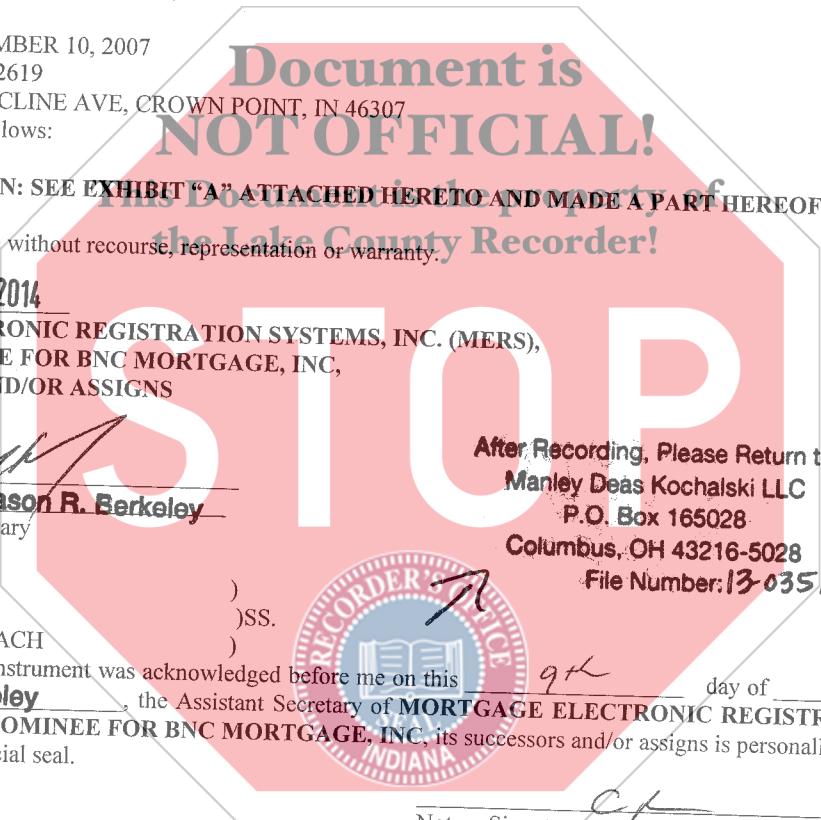 MBER 10, 2007
2619
CLINE AVE, CROWN POINT, IN 46307
lows:
Document is
NOT OFFICIAL!
This Document is the property of
the Lake County Recorder!
N: SEE EXHIBIT “A” ATTACHED HERETO AND MADE A PART HEREOF
without recourse, representation or warranty.
2014
RONIC REGISTRATION SYSTEMS, INC. (MERS),
E FOR BNC MORTGAGE, INC,
ND/OR ASSIGNS
STOP
ason R. Berkeley
ary
After Recording, Please Return t
Manley Deas Kochalski LLC
P.O. Box 165028
Columbus, OH 43216-5028
File Number: 13-035
)
)SS.
ACH )
nstrument was acknowledged before me on this 9th day of
ley, the Assistant Secretary of MORTGAGE ELECTRONIC REGISTR
OMINEE FOR BNC MORTGAGE, INC, its successors and/or assigns is personall
cial seal.
RECORDER'S OFFICE
SEAL
INDIANA